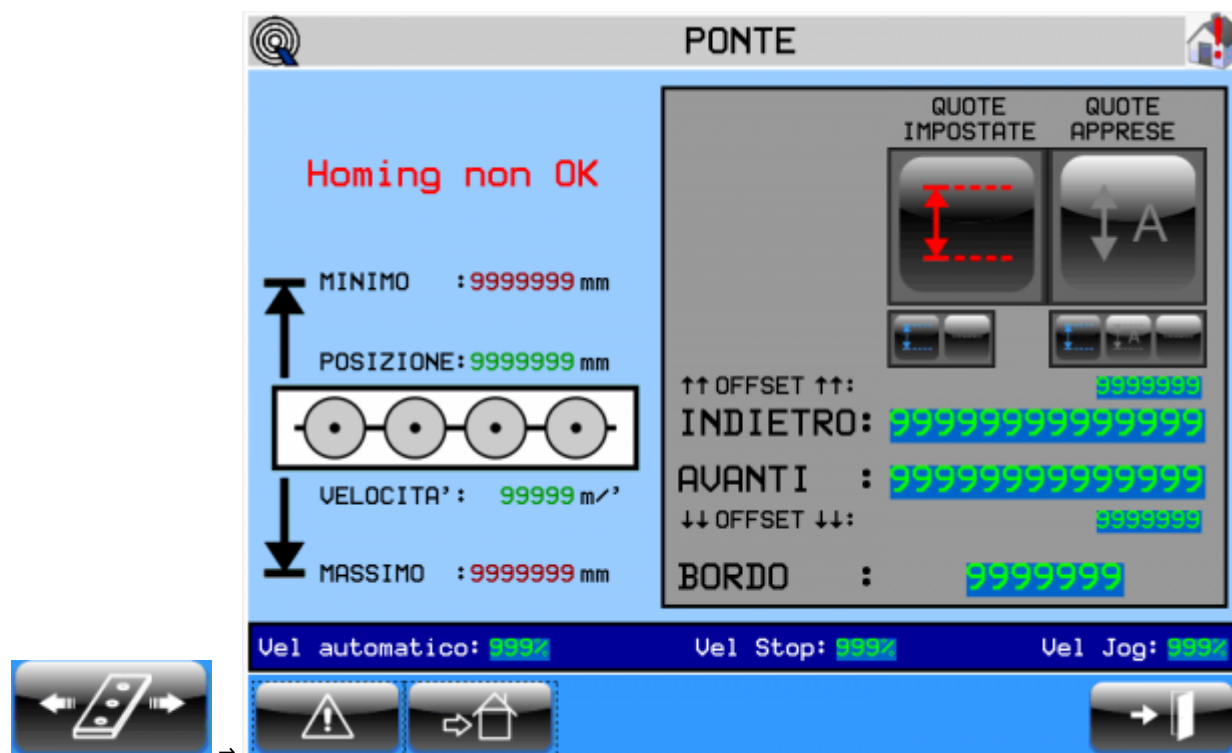 PONTE
Homing non OK
MINIMO :9999999 mm
POSIZIONE:9999999 mm
VELOCITA': 99999 m/'
MASSIMO :9999999 mm
QUOTE IMPOSTATE
QUOTE APPRESE
A
A
↑↑ OFFSET ↑↑: 9999999
INDIETRO: 99999999999999
AVANTI : 99999999999999
↓↓ OFFSET ↓↓: 9999999
BORDO : 9999999
Vel automatico: 999% Vel Stop: 999% Vel Jog: 999%